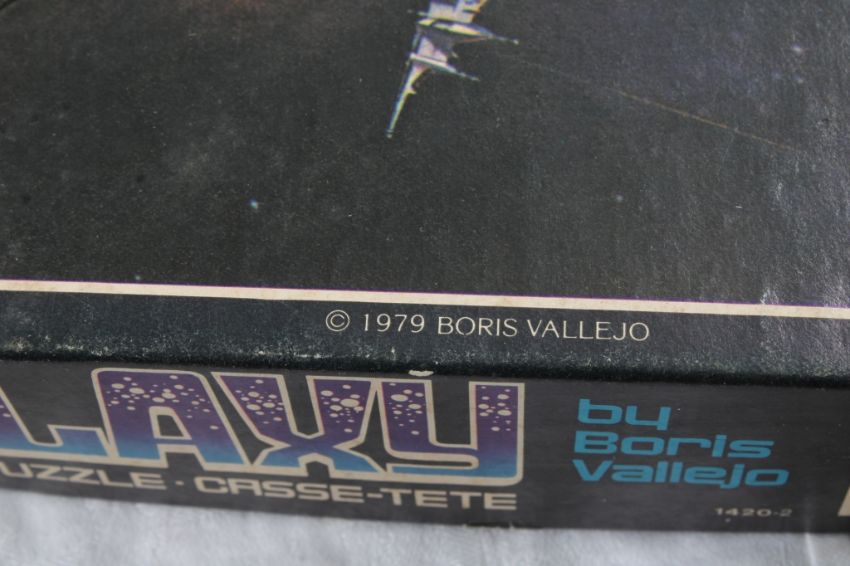 © 1979 BORIS VALLEJO
LAXY
by
Boris
Vallejo
UZZLE · CASSE-TETE
1420-2